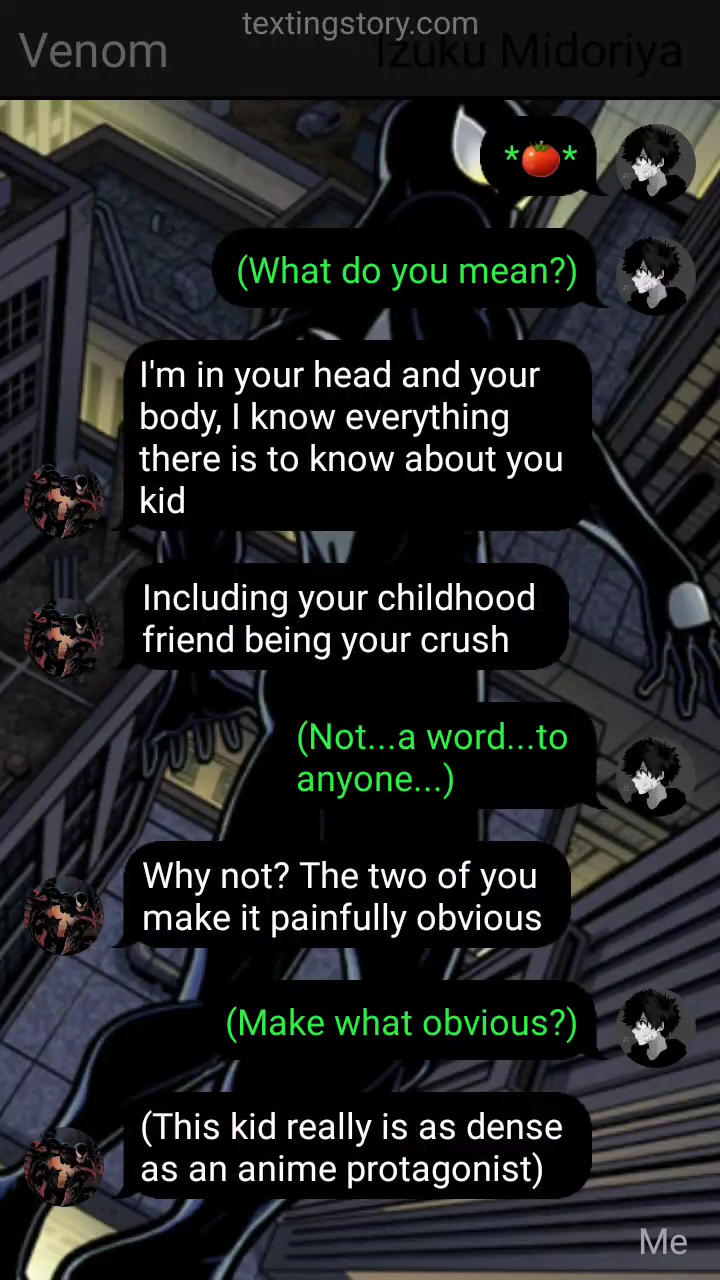 textingstory.com
Venom
Izuku Midoriya
*🍅*
(What do you mean?)
I'm in your head and your
body, I know everything
there is to know about you
kid
Including your childhood
friend being your crush
(Not...a word...to
anyone...)
Why not? The two of you
make it painfully obvious
(Make what obvious?)
(This kid really is as dense
as an anime protagonist)
Me